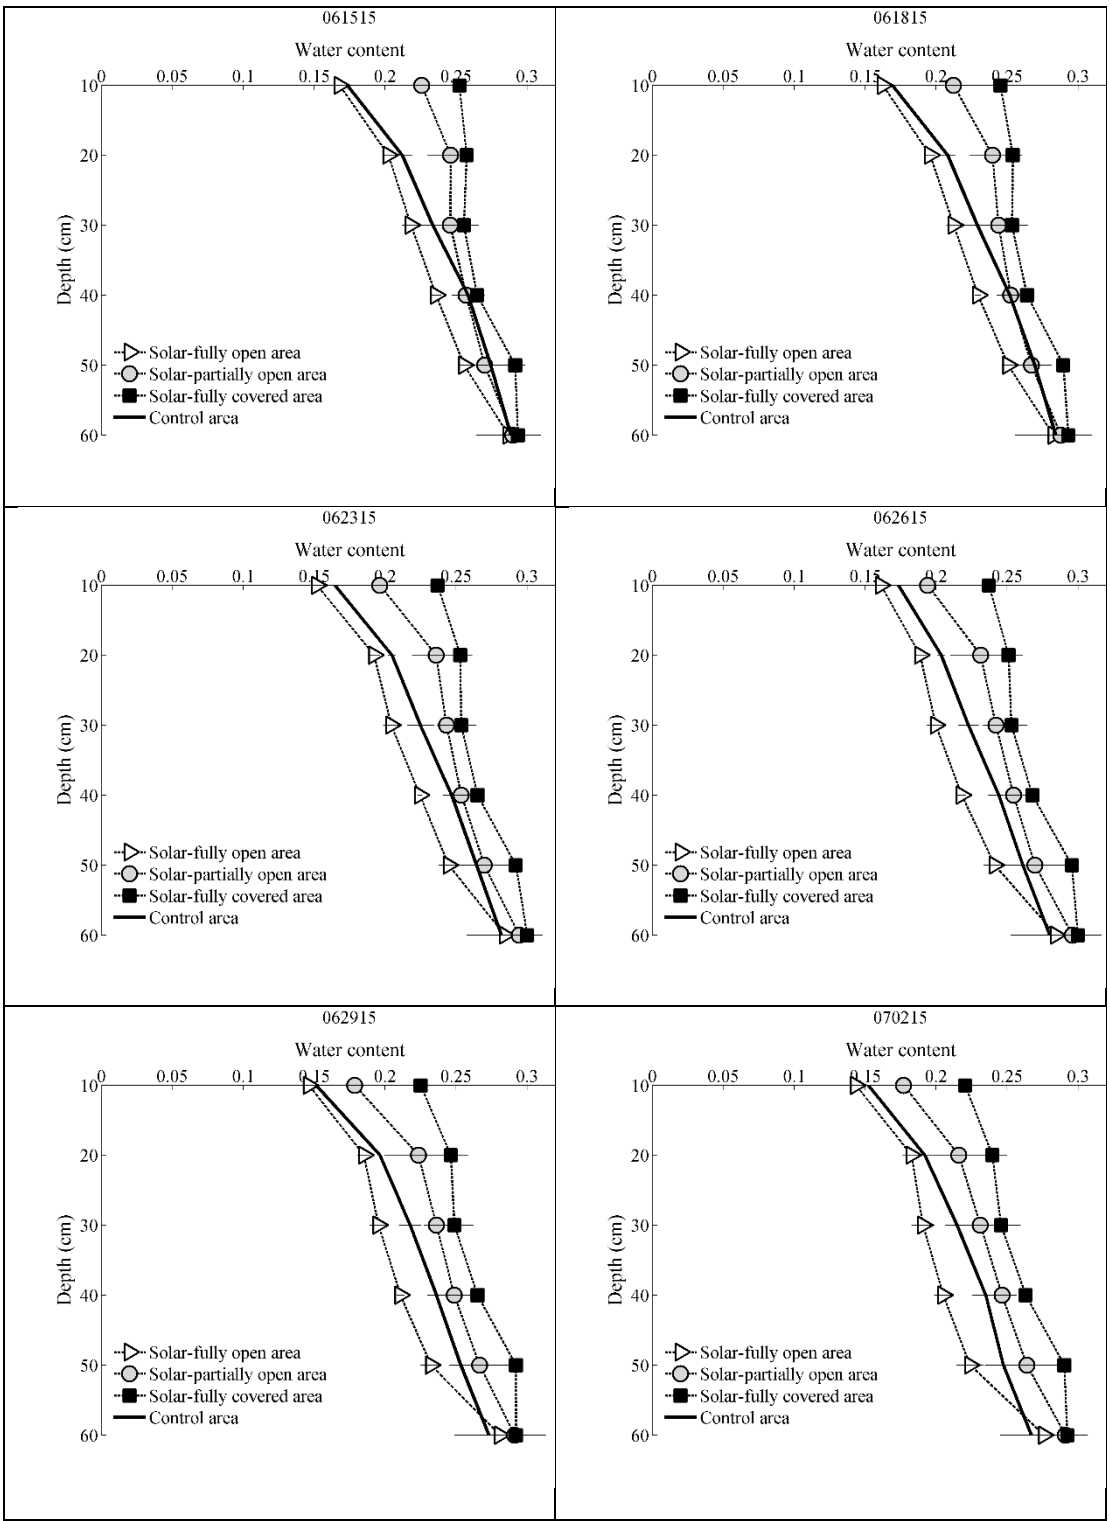 061515
Water content
0 0.05 0.1 0.15 0.2 0.25 0.3
10
20
30
40
50
60
Depth (cm)
Solar-fully open area
Solar-partially open area
Solar-fully covered area
Control area
061815
Water content
0 0.05 0.1 0.15 0.2 0.25 0.3
10
20
30
40
50
60
Depth (cm)
Solar-fully open area
Solar-partially open area
Solar-fully covered area
Control area
062315
Water content
0 0.05 0.1 0.15 0.2 0.25 0.3
10
20
30
40
50
60
Depth (cm)
Solar-fully open area
Solar-partially open area
Solar-fully covered area
Control area
062615
Water content
0 0.05 0.1 0.15 0.2 0.25 0.3
10
20
30
40
50
60
Depth (cm)
Solar-fully open area
Solar-partially open area
Solar-fully covered area
Control area
062915
Water content
0 0.05 0.1 0.15 0.2 0.25 0.3
10
20
30
40
50
60
Depth (cm)
Solar-fully open area
Solar-partially open area
Solar-fully covered area
Control area
070215
Water content
0 0.05 0.1 0.15 0.2 0.25 0.3
10
20
30
40
50
60
Depth (cm)
Solar-fully open area
Solar-partially open area
Solar-fully covered area
Control area